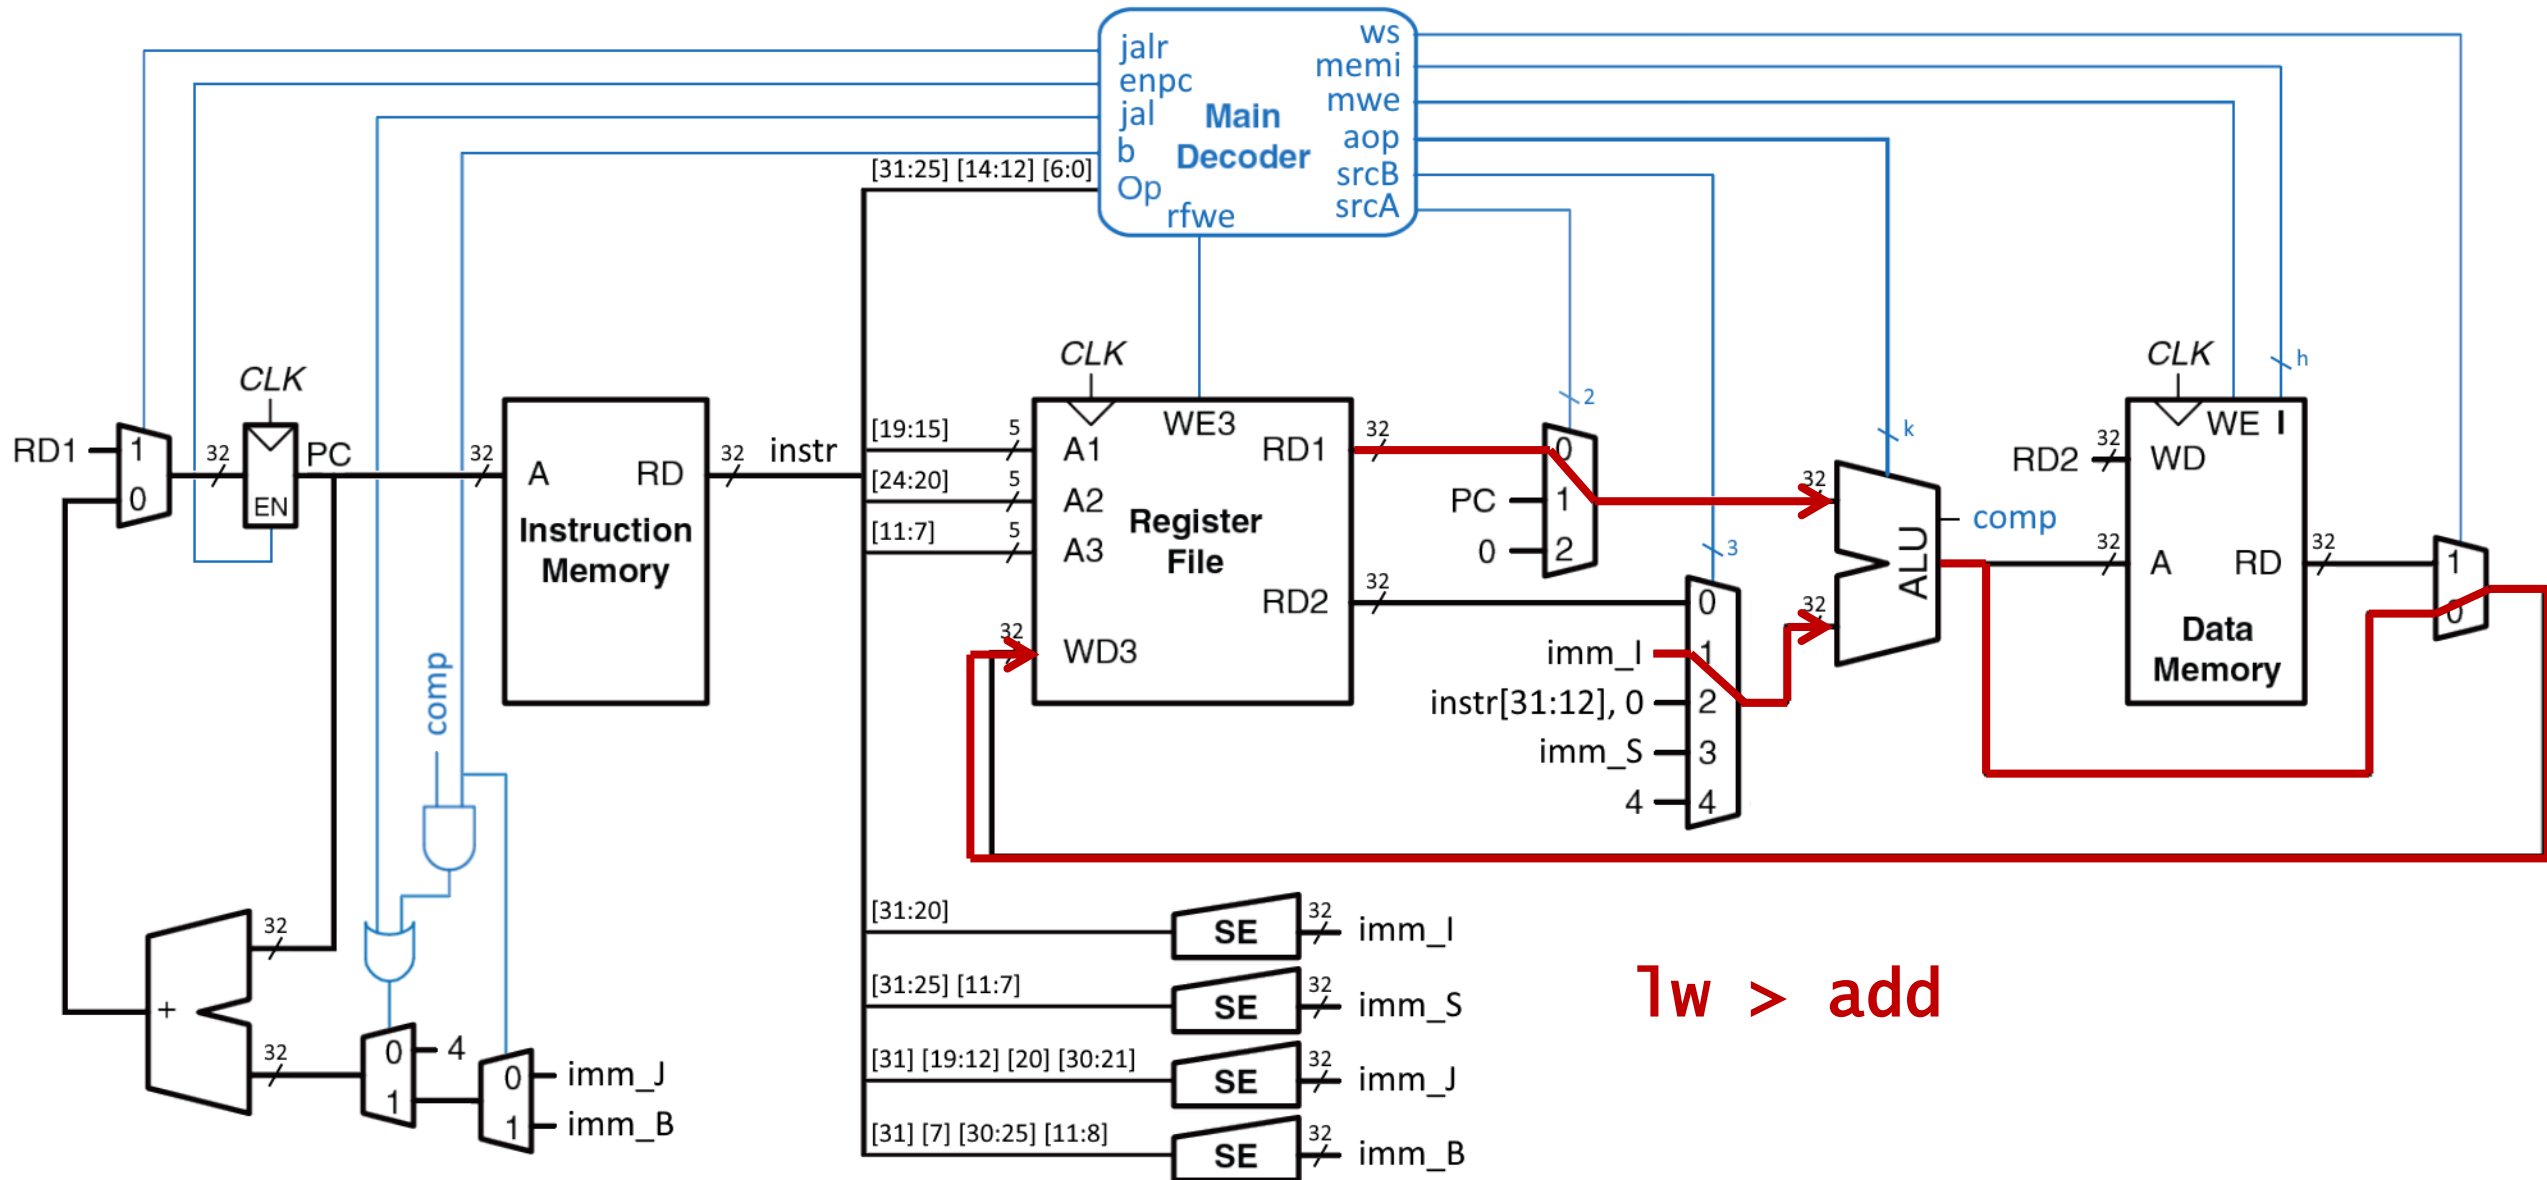 jalr
enpc
jal
b
Op
rfwe
Main
Decoder
ws
memi
mwe
aop
srcB
srcA
[31:25] [14:12] [6:0]
CLK
CLK
CLK
2
3
k
h
RD1
1
0
32
EN
PC
32
A
RD
Instruction
Memory
32
instr
[19:15]
5
[24:20]
5
[11:7]
5
A1
A2
A3
WE3
RD1
Register
File
RD2
32
WD3
32
32
PC
0
0
1
2
imm_I
instr[31:12], 0
imm_S
4
0
1
2
3
4
32
32
ALU
comp
RD2
32
WD
WE
I
32
A
RD
Data
Memory
32
1
0
comp
32
+
32
0
1
4
0
1
imm_J
imm_B
[31:20]
SE
32
imm_I
[31:25] [11:7]
SE
32
imm_S
[31] [19:12] [20] [30:21]
SE
32
imm_J
[31] [7] [30:25] [11:8]
SE
32
imm_B
lw > add